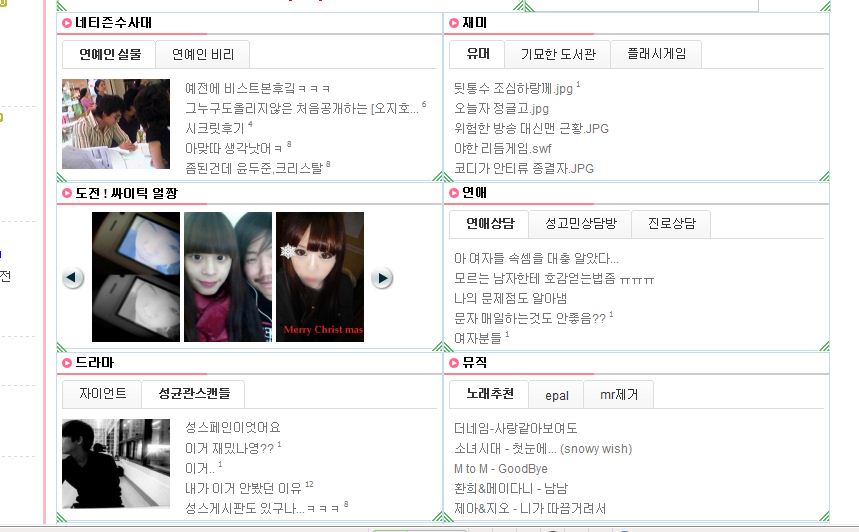 네티즌수사대
연예인 실물
연예인 비리
예전에 비스트본후길ㅋㅋㅋ
그누구도올리지않은 처음공개하는 [오지호... 6
시크릿후기 4
아맞따 생각낫어ㅋ 8
좀된건데 윤두준,크리스탈 8
재미
유머
기묘한 도서관
플래시게임
뒷통수 조심하랑께.jpg 1
오늘자 정글고.jpg
위험한 방송 대신맨 근황.JPG
야한 리듬게임.swf
코디가 안티류 종결자.JPG
도전 ! 싸이틱 얼짱
Merry Christ mas
연애
연애상담
성고민상담방
진로상담
아 여자들 속셈을 대충 알았다...
모르는 남자한테 호감얻는법좀 ㅠㅠㅠ
나의 문제점도 알아냄
문자 매일하는것도 안좋음?? 1
여자분들 1
드라마
자이언트
성균관스캔들
성스페인이엇어요
이거 재밌나영?? 1
이거.. 1
내가 이거 안봤던 이유 12
성스게시판도 있구나...ㅋㅋㅋ 8
뮤직
노래추천
epal
mr제거
더네임-사랑같아보여도
소녀시대 - 첫눈에... (snowy wish)
M to M - GoodBye
환희&메이다니 - 남남
제아&지오 - 니가 따끔거려서
전